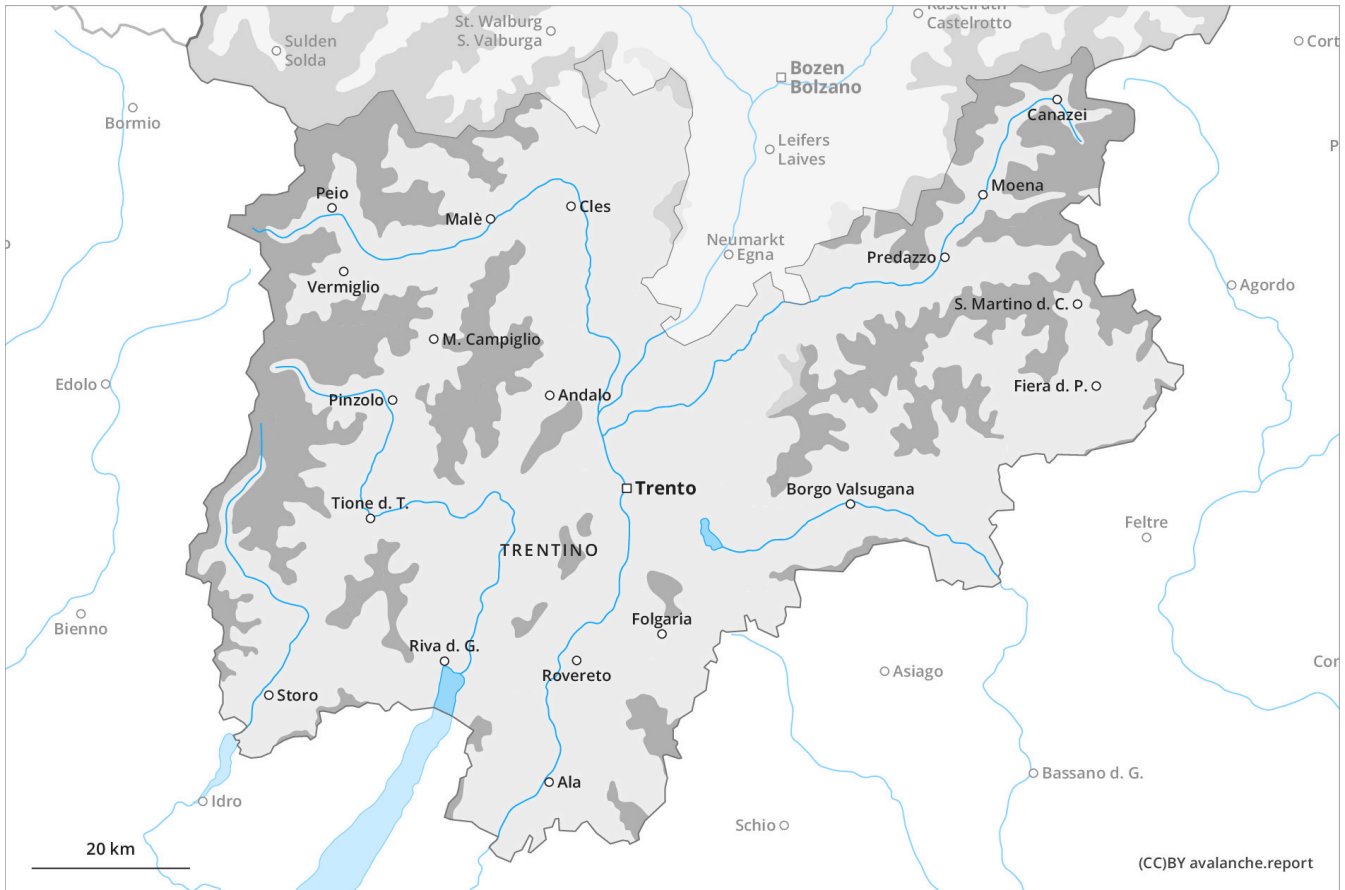 St. Walburg
S. Valburga
Kastelruth
Castelrotto
Sulden
Solda
Cort
Bozen
Bolzano
Bormio
Canazei
Leifers
Laives
P
Peio
Moena
Malè
Cles
Neumarkt
Egna
Predazzo
Vermiglio
Agordo
S. Martino d. C.
M. Campiglio
Edolo
Fiera d. P.
Andalo
Pinzolo
Trento
Borgo Valsugana
Tione d. T.
Feltre
TRENTINO
Bienno
Folgaria
Riva d. G.
Rovereto
Asiago
Cor
Storo
Ala
Bassano d. G.
Idro
Schio
20 km
(CC)BY avalanche.report